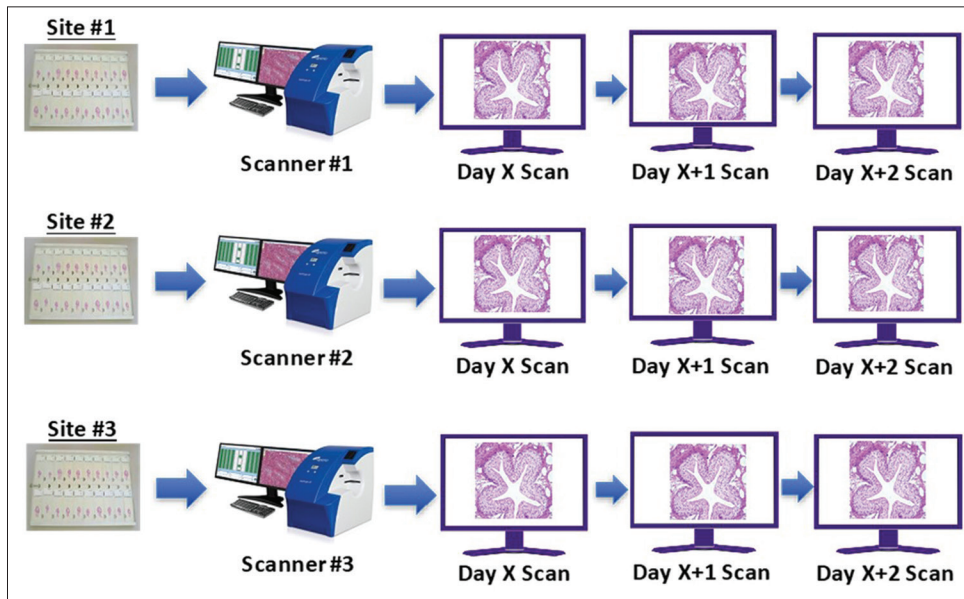 Site #1
Scanner #1
Day X Scan
Day X+1 Scan
Day X+2 Scan
Site #2
Scanner #2
Day X Scan
Day X+1 Scan
Day X+2 Scan
Site #3
Scanner #3
Day X Scan
Day X+1 Scan
Day X+2 Scan